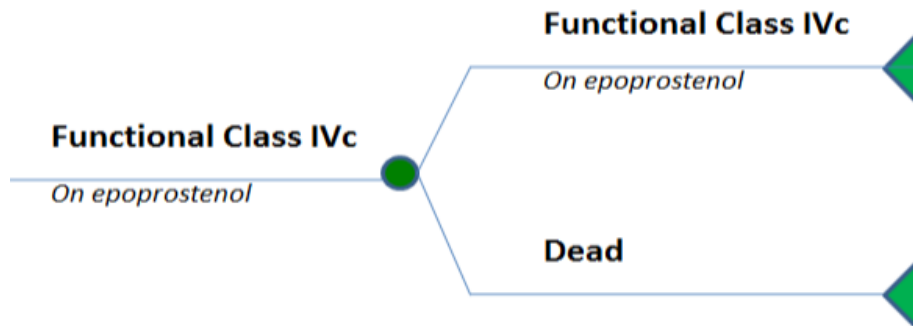 Functional Class IVc
On epoprostenol
Functional Class IVc
On epoprostenol
Dead